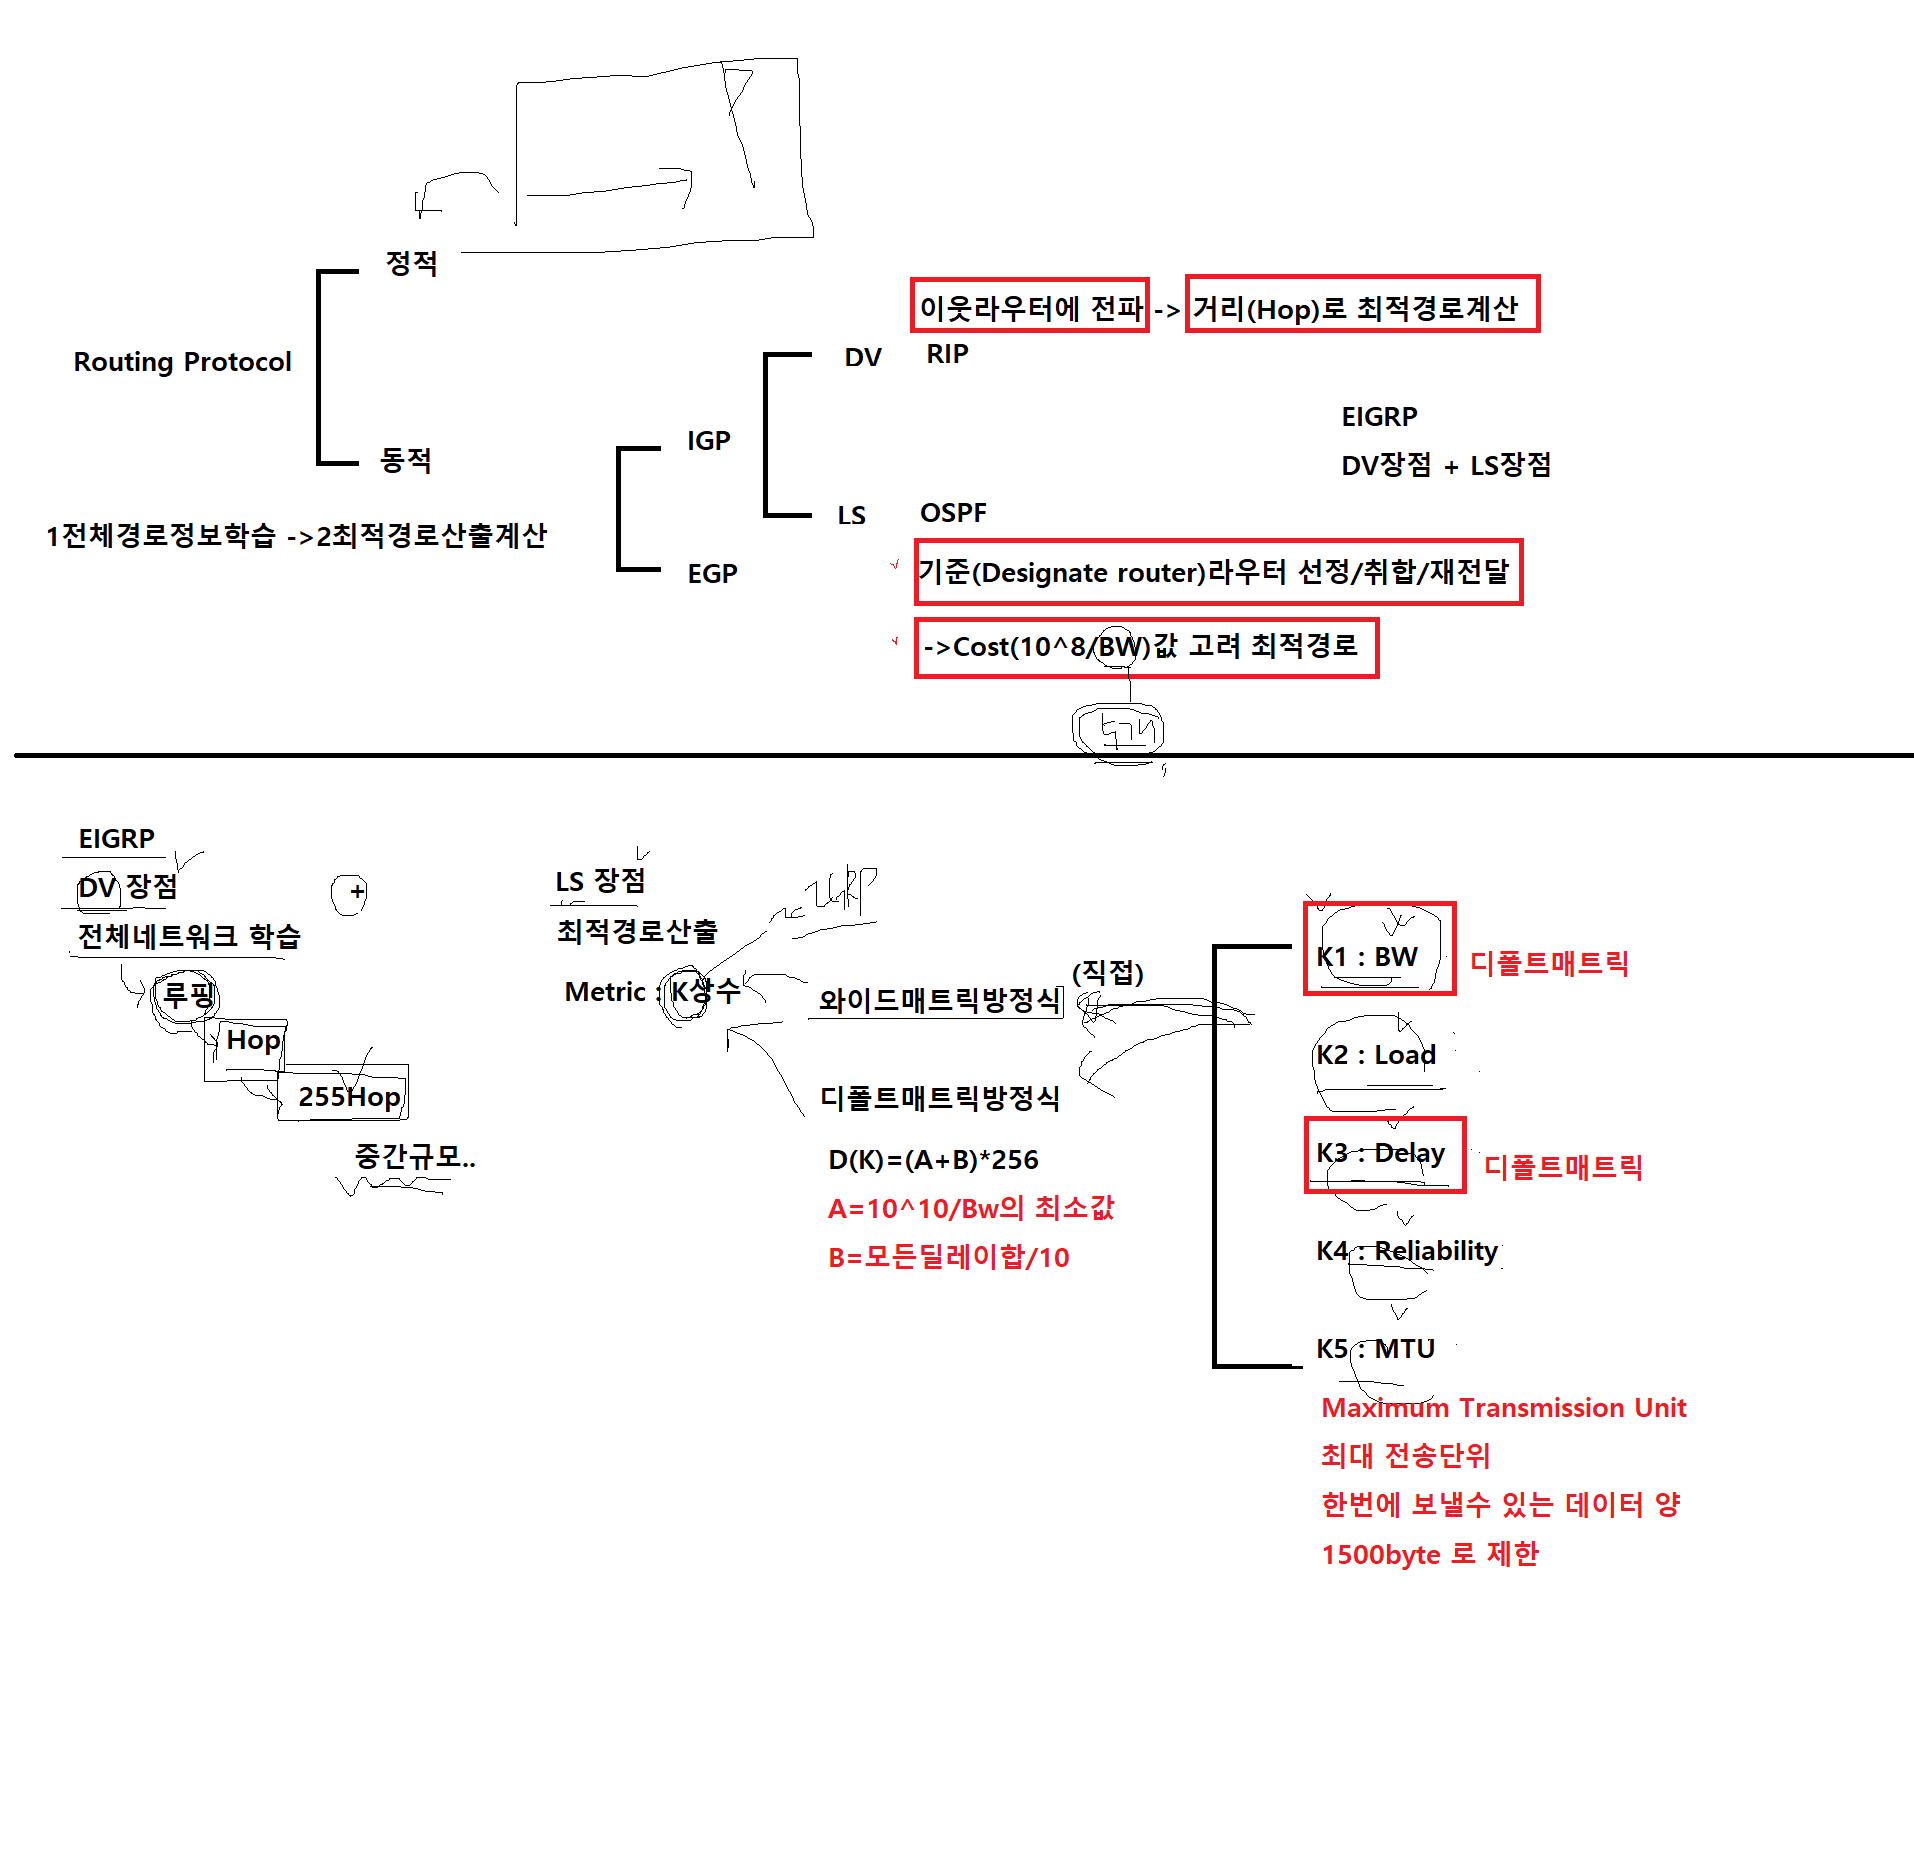 정적
이웃라우터에 전파 -> 거리(Hop)로 최적경로계산
Routing Protocol
DV RIP
IGP
EIGRP
동적
DV장점 + LS장점
LS OSPF
1전체경로정보학습 ->2최적경로산출계산
EGP
기준(Designate router)라우터 선정/취합/재전달
->Cost(10^8/BW)값 고려 최적경로
EIGRP
DV 장점 +
전체네트워크 학습
루핑
Hop
255Hop
중간규모..
LS 장점
최적경로산출
Metric : K상수
와이드매트릭방정식 (직접)
디폴트매트릭방정식
D(K)=(A+B)*256
A=10^10/Bw의 최소값
B=모든딜레이합/10
K1 : BW 디폴트매트릭
K2 : Load
K3 : Delay 디폴트매트릭
K4 : Reliability
K5 : MTU
Maximum Transmission Unit
최대 전송단위
한번에 보낼수 있는 데이터 양
1500byte 로 제한